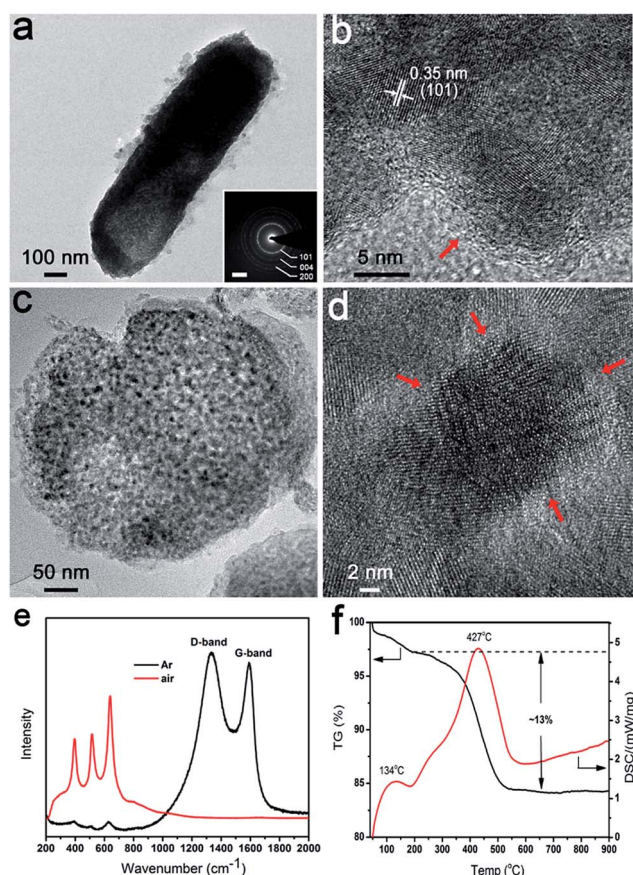 a
100 nm
101
004
200
b
0.35 nm
(101)
5 nm
c
50 nm
d
2 nm
e
D-band
G-band
Ar
air
Intensity
200 400 600 800 1000 1200 1400 1600 1800 2000
Wavenumber (cm⁻¹)
f
427°C
134°C
~13%
TG (%)
100
95
90
85
80
DSC/(mW/mg)
5
4
3
2
1
0
100 200 300 400 500 600 700 800 900
Temp (°C)